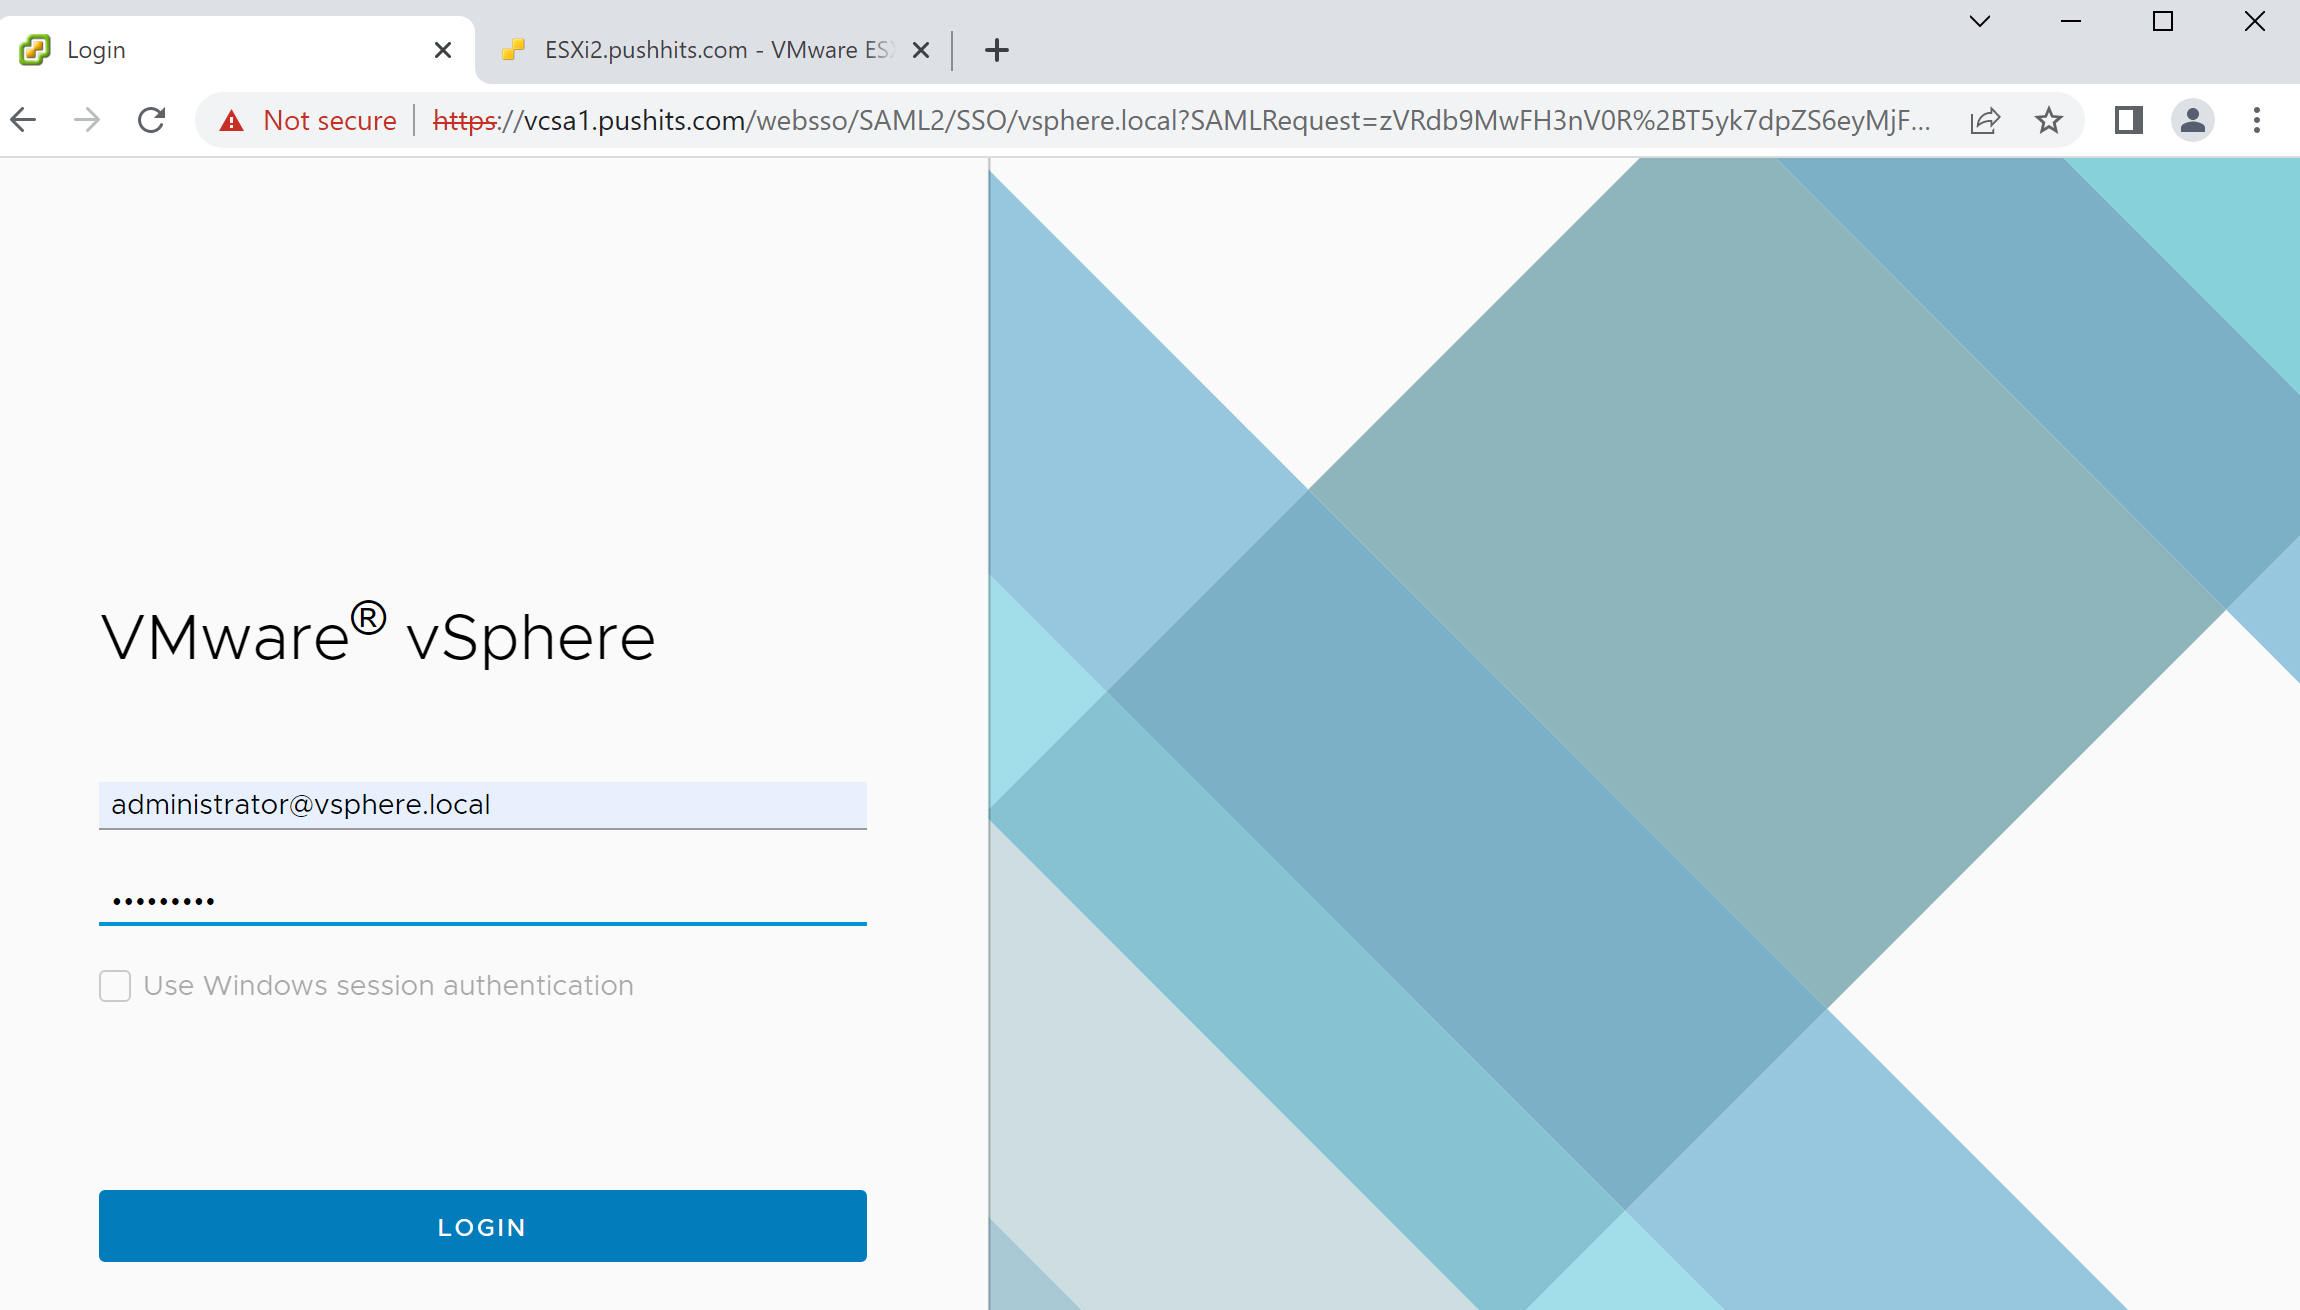 Login
ESXi2.pushhits.com - VMware ES
Not secure
https://vcsa1.pushits.com/websso/SAML2/SSO/vsphere.local?SAMLRequest=zVRdb9MwFH3nV0R%2BT5yk7dpZS6eyMjF...
VMware® vSphere
administrator@vsphere.local
•••••••••
Use Windows session authentication
LOGIN